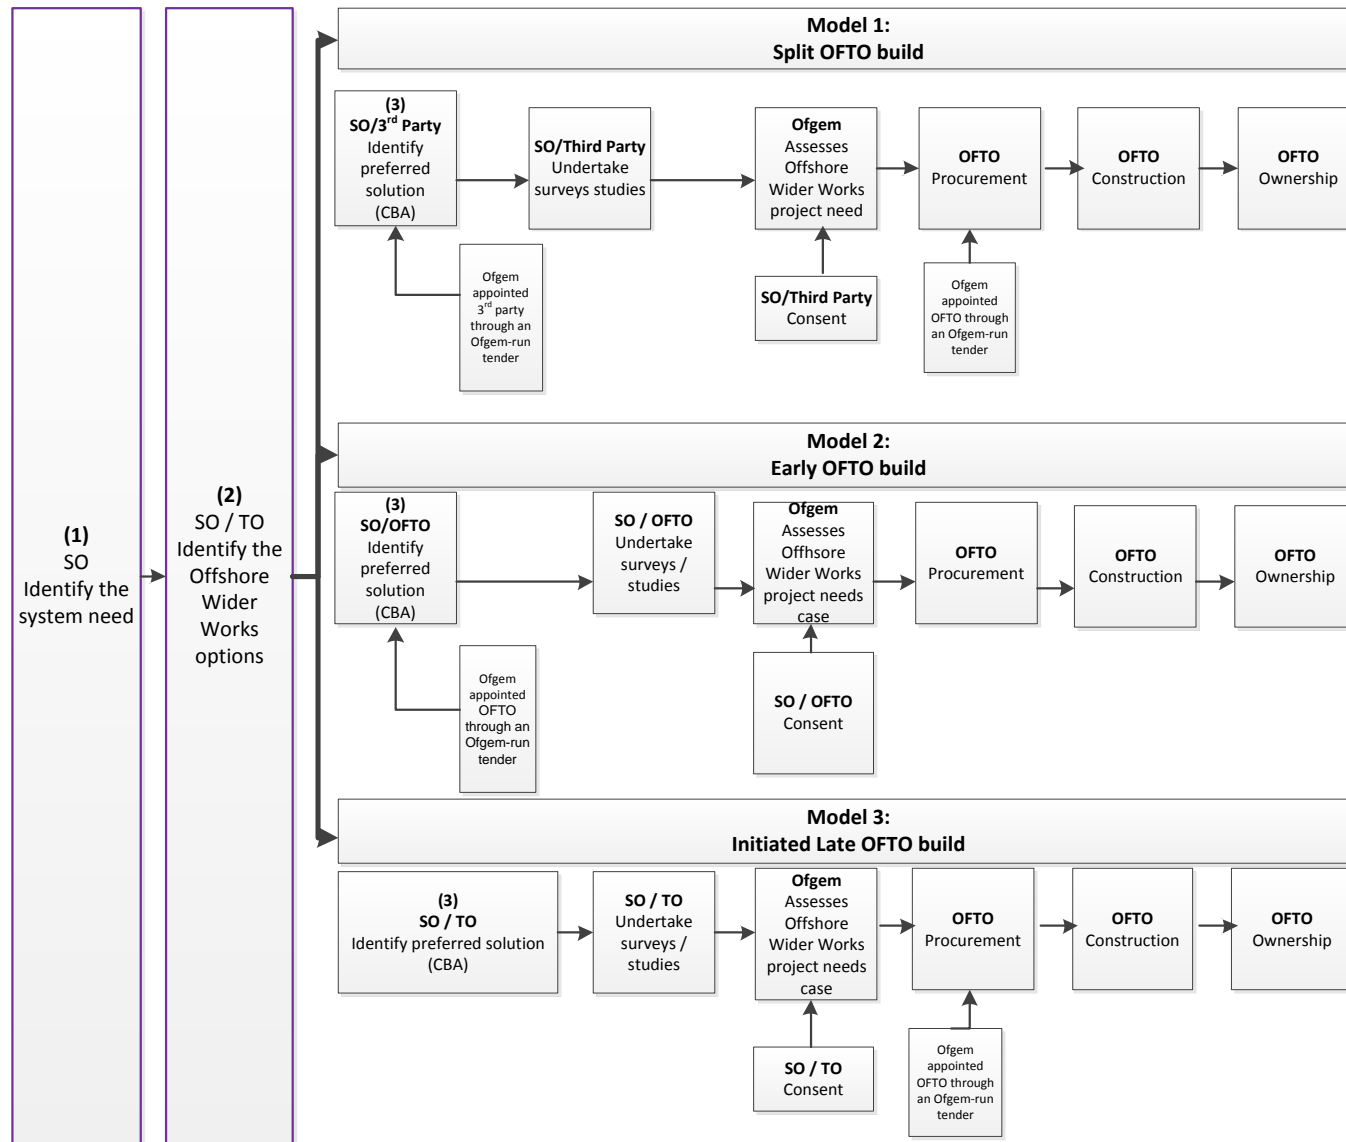 (1)
SO
Identify the
system need
(2)
SO / TO
Identify the
Offshore
Wider
Works
options
Model 1:
Split OFTO build
(3)
SO/3rd Party
Identify
preferred
solution
(CBA)
SO/Third Party
Undertake
surveys studies
Ofgem
Assesses
Offshore
Wider Works
project need
OFTO
Procurement
OFTO
Construction
OFTO
Ownership
Ofgem
appointed
3rd party
through an
Ofgem-run
tender
SO/Third Party
Consent
Ofgem
appointed
OFTO through
an Ofgem-run
tender
Model 2:
Early OFTO build
(3)
SO/OFTO
Identify
preferred
solution
(CBA)
SO / OFTO
Undertake
surveys /
studies
Ofgem
Assesses
Offhsore
Wider Works
project needs
case
OFTO
Procurement
OFTO
Construction
OFTO
Ownership
Ofgem
appointed
OFTO
through an
Ofgem-run
tender
SO / OFTO
Consent
Model 3:
Initiated Late OFTO build
(3)
SO / TO
Identify preferred solution
(CBA)
SO / TO
Undertake
surveys /
studies
Ofgem
Assesses
Offshore
Wider Works
project needs
case
OFTO
Procurement
OFTO
Construction
OFTO
Ownership
SO / TO
Consent
Ofgem
appointed
OFTO through
an Ofgem-run
tender